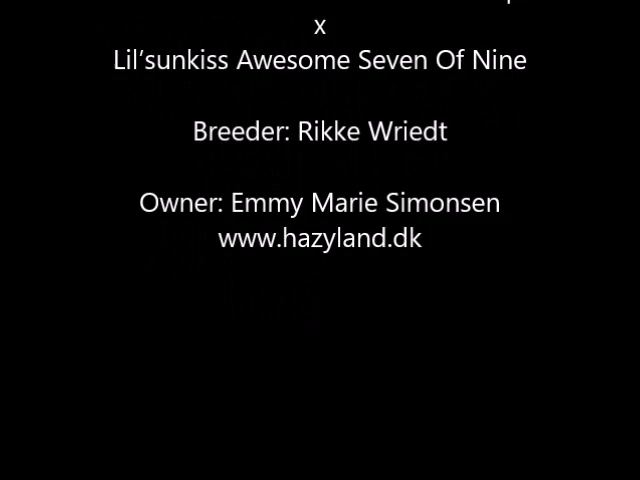 x
Lil’sunkiss Awesome Seven Of Nine
Breeder: Rikke Wriedt
Owner: Emmy Marie Simonsen
www.hazyland.dk